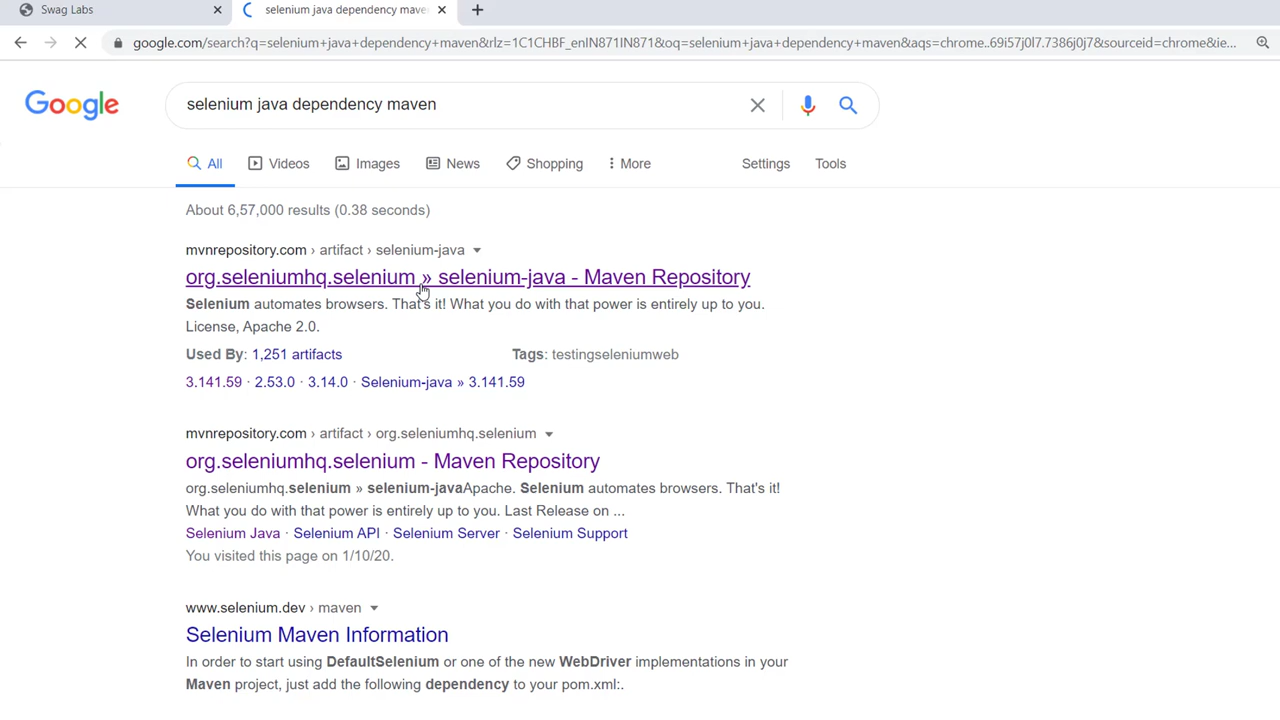 Swag Labs
selenium java dependency mave
google.com/search?q=selenium+java+dependency+maven&rlz=1C1CHBF_enIN871IN871&oq=selenium+java+dependency+maven&aqs=chrome..69i57j0l7.7386j0j7&sourceid=chrome&ie...
Google
selenium java dependency maven
All Videos Images News Shopping More Settings Tools
About 6,57,000 results (0.38 seconds)
mvnrepository.com › artifact › selenium-java
org.seleniumhq.selenium » selenium-java - Maven Repository
Selenium automates browsers. That's it! What you do with that power is entirely up to you.
License, Apache 2.0.
Used By: 1,251 artifacts Tags: testingseleniumweb
3.141.59 · 2.53.0 · 3.14.0 · Selenium-java » 3.141.59
mvnrepository.com › artifact › org.seleniumhq.selenium
org.seleniumhq.selenium - Maven Repository
org.seleniumhq.selenium » selenium-javaApache. Selenium automates browsers. That's it!
What you do with that power is entirely up to you. Last Release on ...
Selenium Java · Selenium API · Selenium Server · Selenium Support
You visited this page on 1/10/20.
www.selenium.dev › maven
Selenium Maven Information
In order to start using DefaultSelenium or one of the new WebDriver implementations in your
Maven project, just add the following dependency to your pom.xml:.